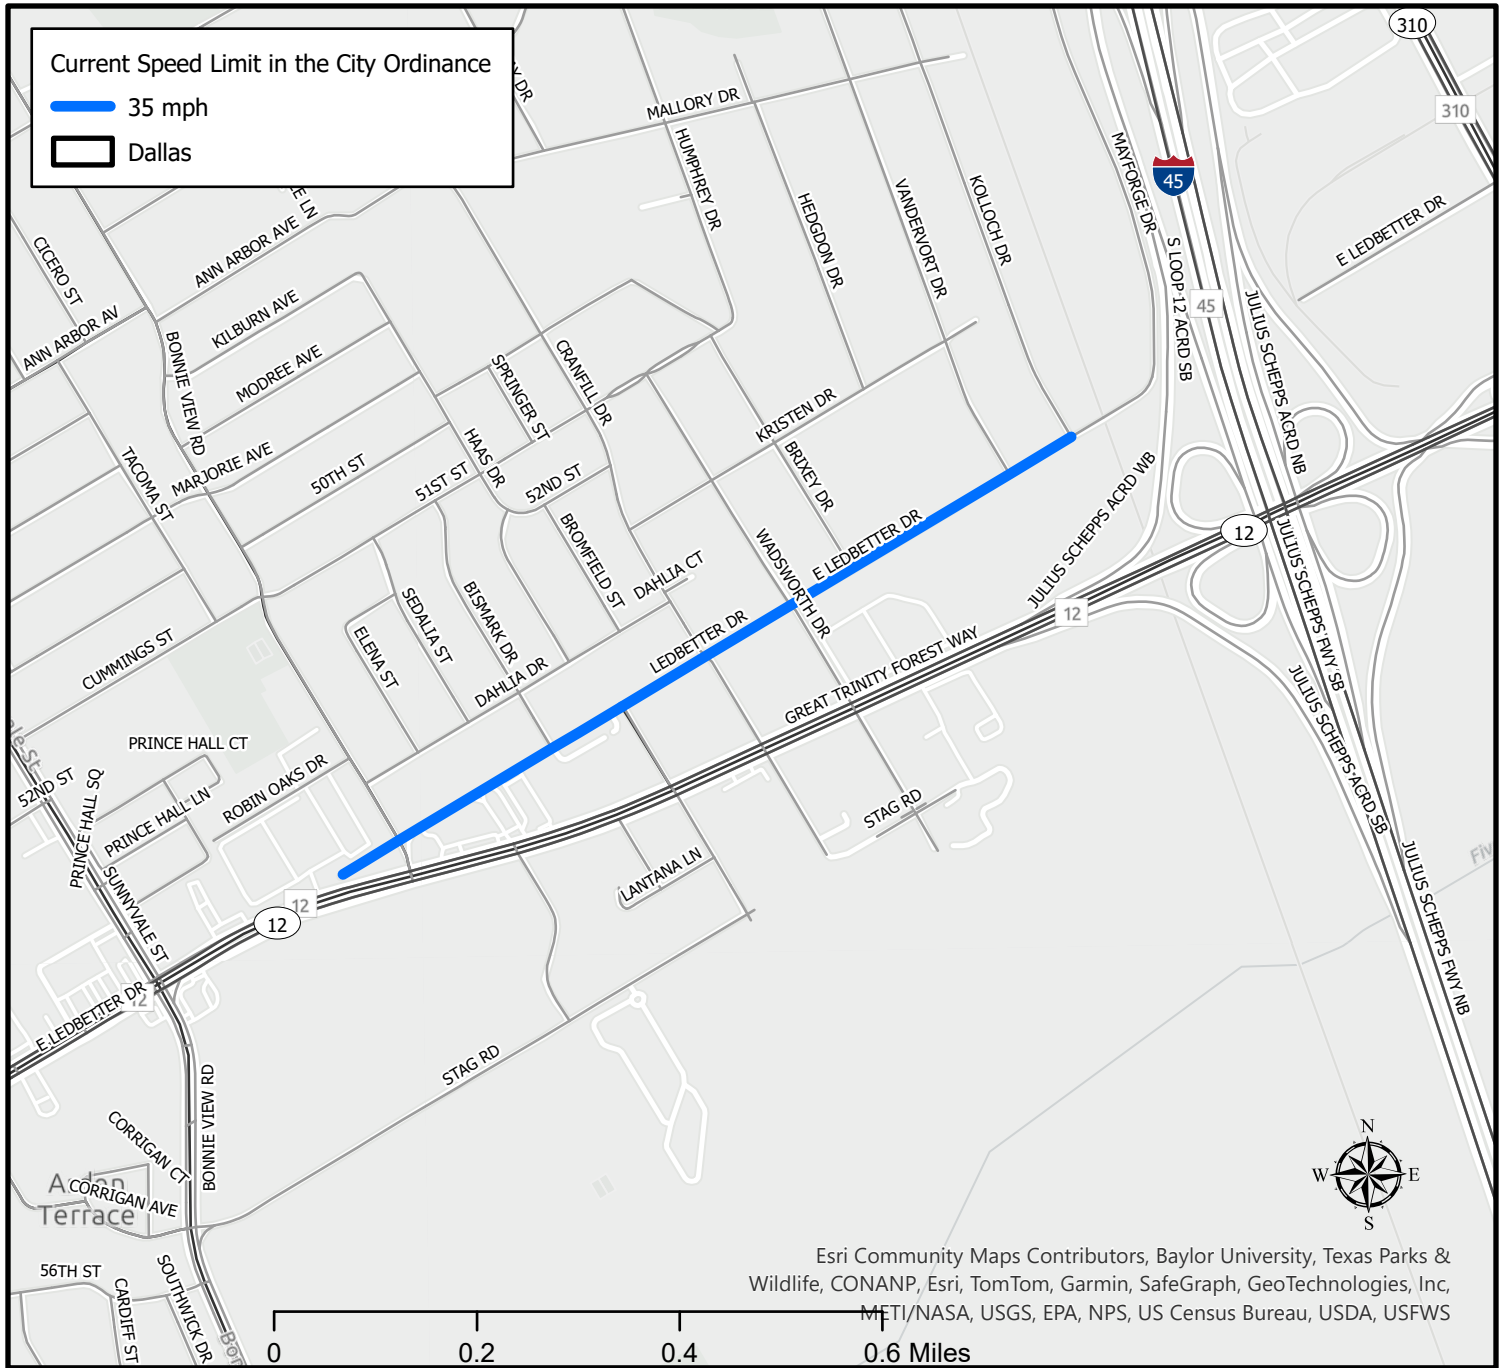 Current Speed Limit in the City Ordinance
35 mph
Dallas
310
310
45
45
MALLORY DR
HUMPHREY DR
HEDGDON DR
VANDERVORT DR
KOLLOCH DR
MAYFORGE DR
S LOOP 12 ACRD SB
E LEDBETTER DR
JULIUS SCHEPPS ACRD NB
CICERO ST
ANN ARBOR AVE
LN
ANN ARBOR AV
KILBURN AVE
MODREE AVE
BONNIE VIEW RD
MARJORIE AVE
TACOMA ST
50TH ST
51ST ST
HAAS DR
52ND ST
SPRINGER ST
CRANFILL DR
KRISTEN DR
BRIXEY DR
E LEDBETTER DR
JULIUS SCHEPPS ACRD WB
12
12
JULIUS SCHEPPS FWY SB
BROMFIELD ST
DAHLIA CT
WADSWORTH DR
LEDBETTER DR
SEDALIA ST
BISMARK DR
ELENA ST
DAHLIA DR
CUMMINGS ST
GREAT TRINITY FOREST WAY
JULIUS SCHEPPS ACRD SB
PRINCE HALL CT
52ND ST
PRINCE HALL SQ
PRINCE HALL LN
ROBIN OAKS DR
STAG RD
LANTANA LN
JULIUS SCHEPPS FWY NB
SUNNYVALE ST
12
12
12
E LEDBETTER DR
STAG RD
BONNIE VIEW RD
CORRIGAN CT
Arden
Terrace
CORRIGAN AVE
56TH ST
CARDIFF ST
SOUTHWICK DR
N
W E
S
Esri Community Maps Contributors, Baylor University, Texas Parks &
Wildlife, CONANP, Esri, TomTom, Garmin, SafeGraph, GeoTechnologies, Inc,
METI/NASA, USGS, EPA, NPS, US Census Bureau, USDA, USFWS
0 0.2 0.4 0.6 Miles